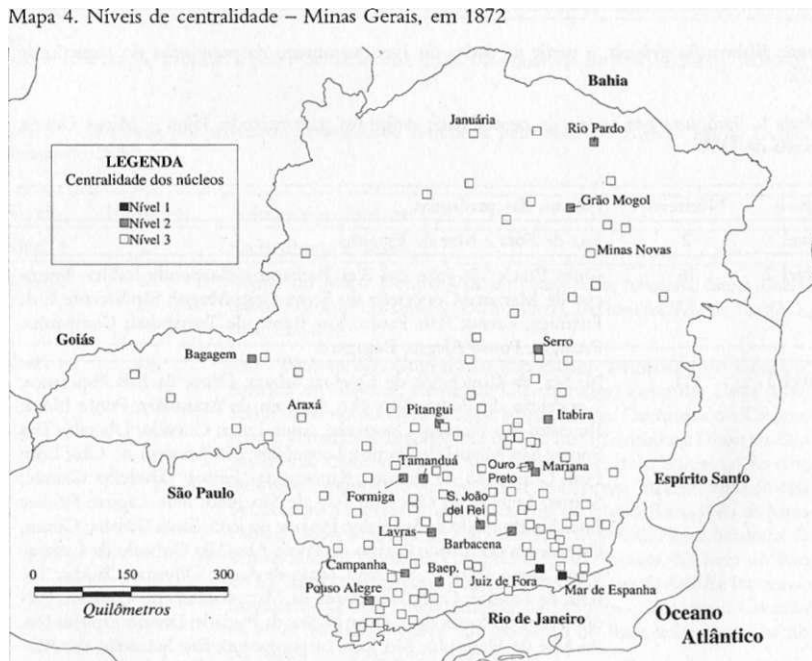 Mapa 4. Níveis de centralidade – Minas Gerais, em 1872
Bahia
Januária
Rio Pardo
LEGENDA
Centralidade dos núcleos
Nível 1
Nível 2
Nível 3
Grão Mogol
Minas Novas
Goiás
Bagagem
Serro
Araxá
Pitangui
Itabira
Tamanduá
Ouro
Preto
Mariana
São Paulo
Espírito Santo
Formiga
S. João
del Rei
Lavras
Campanha
Baep.
Juiz de Fora
Mar de Espanha
Pouso Alegre
0 150 300
Quilômetros
Rio de Janeiro
Oceano
Atlântico